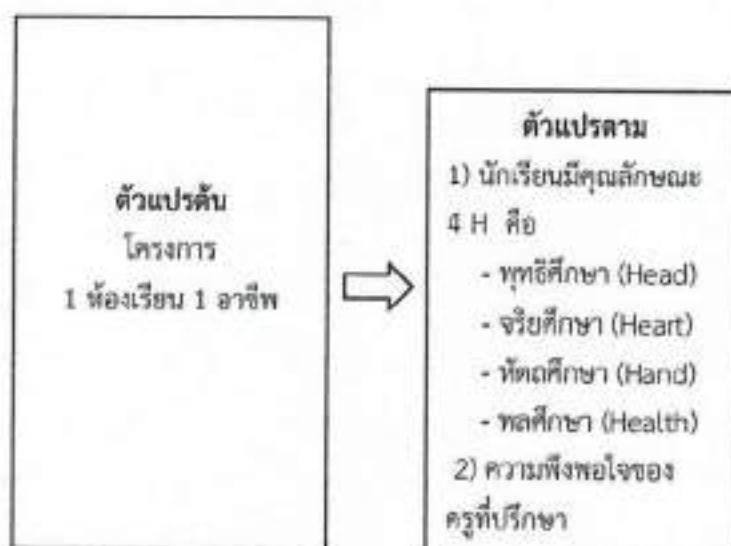 ตัวแปรต้น
โครงการ
1 ห้องเรียน 1 อาชีพ
ตัวแปรตาม
1) นักเรียนมีคุณลักษณะ
4 H คือ
- พุทธิศึกษา (Head)
- จริยศึกษา (Heart)
- หัตถศึกษา (Hand)
- พลศึกษา (Health)
2) ความพึงพอใจของ
ครูที่ปรึกษา